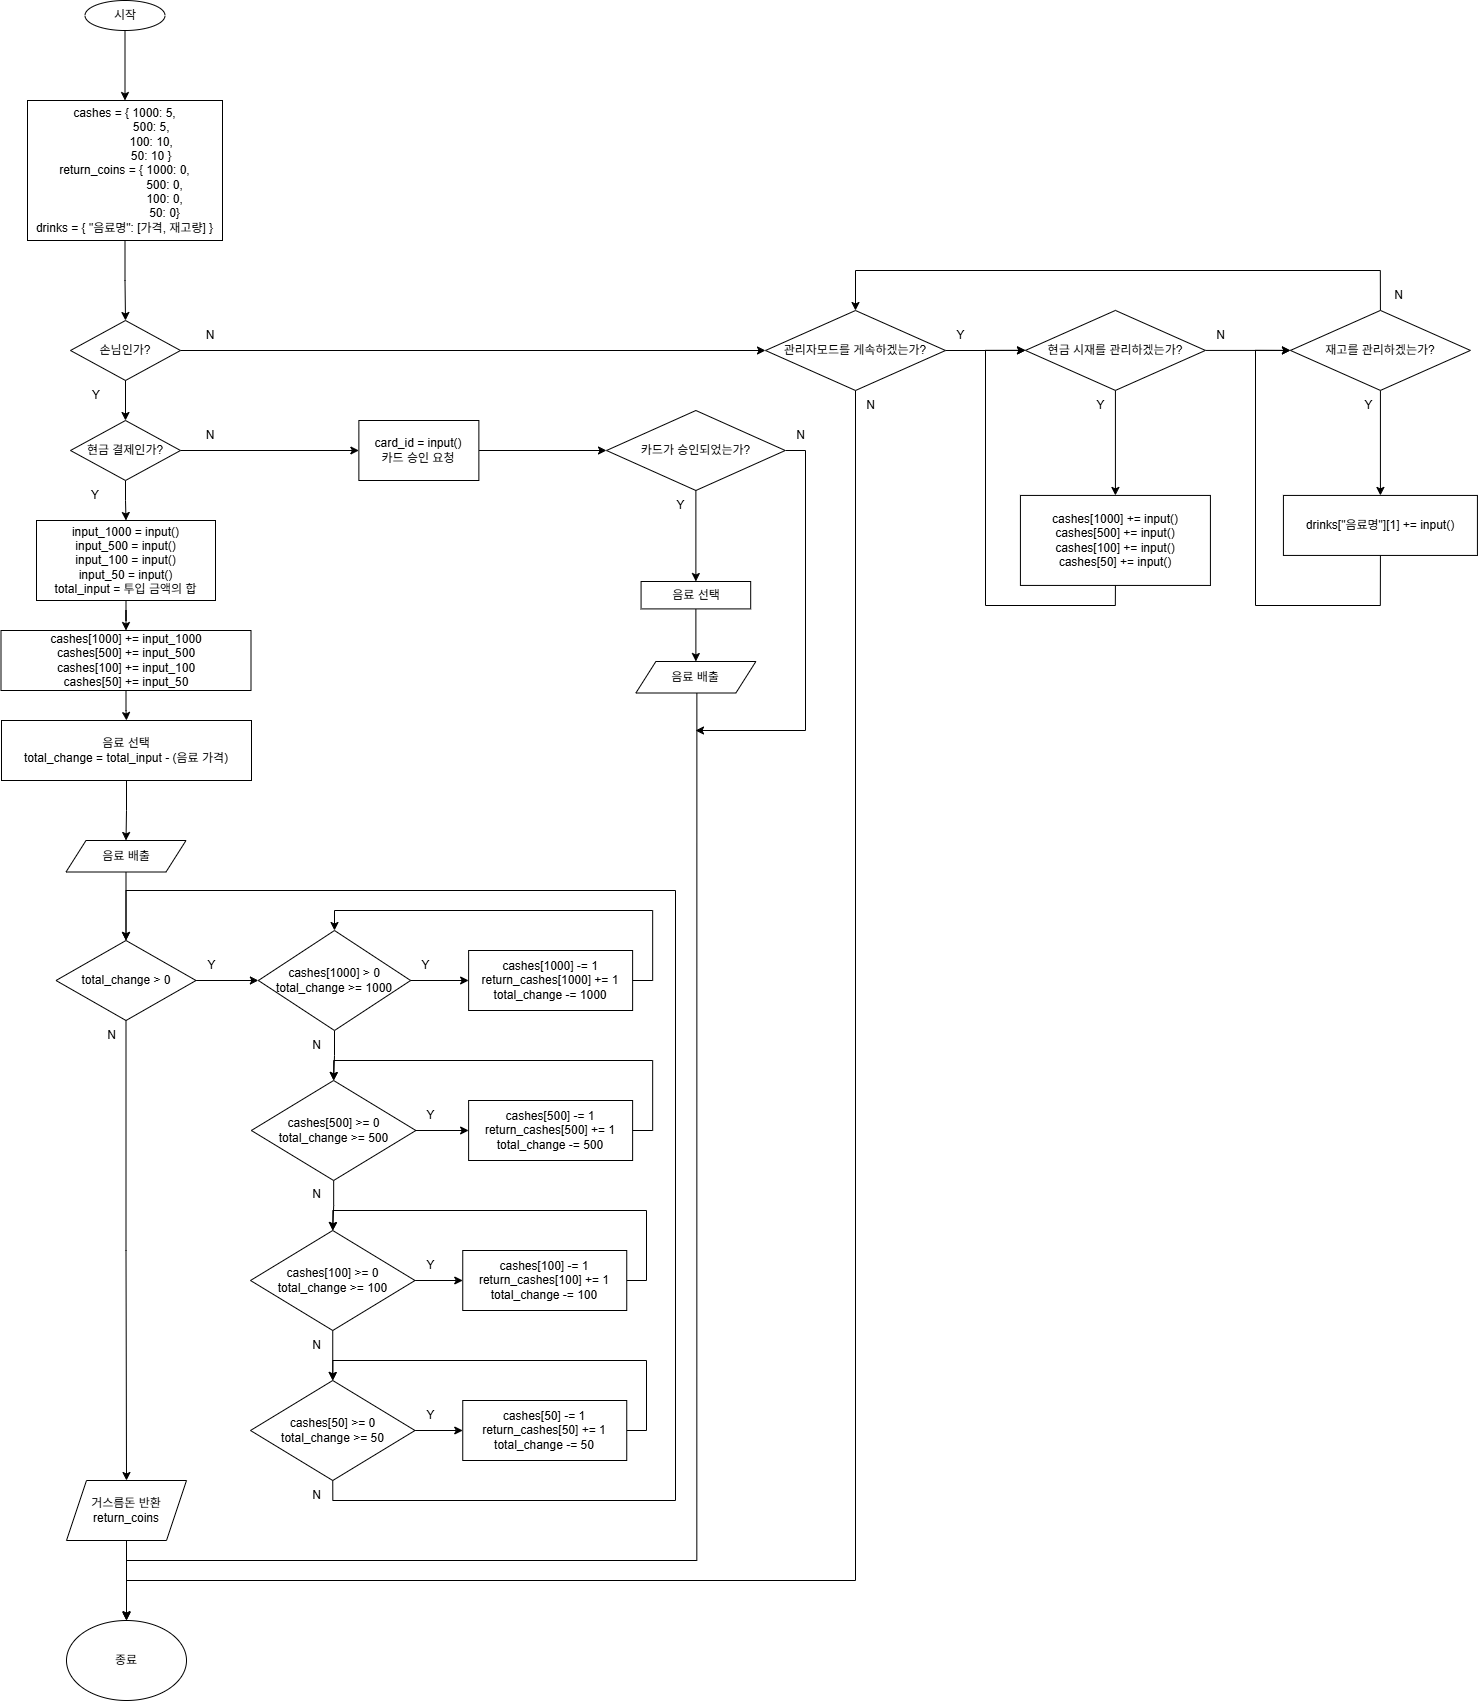 시작
cashes = { 1000: 5,
500: 5,
100: 10,
50: 10 }
return_coins = { 1000: 0,
500: 0,
100: 0,
50: 0}
drinks = { "음료명": [가격, 재고량] }
손님인가?
N
Y
관리자모드를 게속하겠는가?
Y
N
현금 시재를 관리하겠는가?
N
Y
재고를 관리하겠는가?
N
Y
cashes[1000] += input()
cashes[500] += input()
cashes[100] += input()
cashes[50] += input()
drinks["음료명"][1] += input()
현금 결제인가?
N
Y
card_id = input()
카드 승인 요청
카드가 승인되었는가?
N
Y
음료 선택
음료 배출
input_1000 = input()
input_500 = input()
input_100 = input()
input_50 = input()
total_input = 투입 금액의 합
cashes[1000] += input_1000
cashes[500] += input_500
cashes[100] += input_100
cashes[50] += input_50
음료 선택
total_change = total_input - (음료 가격)
음료 배출
total_change > 0
Y
N
cashes[1000] > 0
total_change >= 1000
Y
N
cashes[1000] -= 1
return_cashes[1000] += 1
total_change -= 1000
cashes[500] >= 0
total_change >= 500
Y
N
cashes[500] -= 1
return_cashes[500] += 1
total_change -= 500
cashes[100] >= 0
total_change >= 100
Y
N
cashes[100] -= 1
return_cashes[100] += 1
total_change -= 100
cashes[50] >= 0
total_change >= 50
Y
N
cashes[50] -= 1
return_cashes[50] += 1
total_change -= 50
거스름돈 반환
return_coins
종료